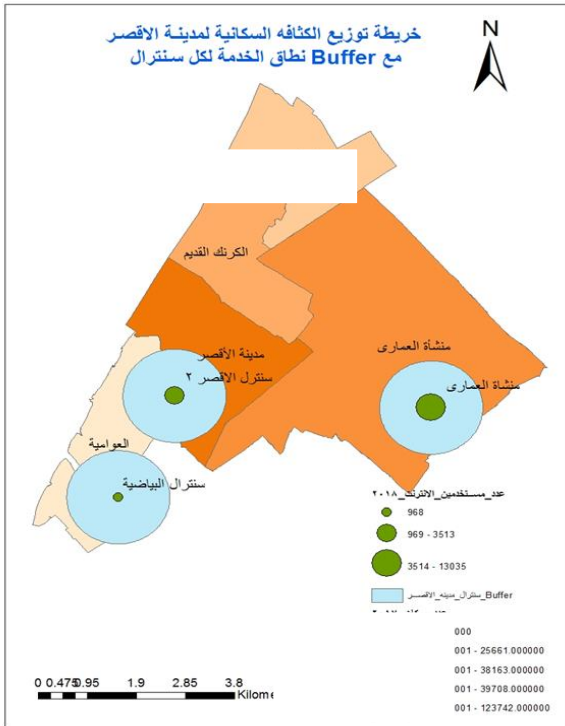 خريطة توزيع الكثافه السكانية لمدينة الاقصر
مع Buffer نطاق الخدمة لكل سنترال
N
الكرنك القديم
منشأة العمارى
مدينة الأقصر
سنترل الاقصر ٢
منشاة العمارى
العوامية
سنترال البياضية
عدد_مستخدمين_الانترنت_٢٠١٨
968
969 - 3513
3514 - 13035
Buffer_سنترال_مدينه_الاقصر
000
001 - 25661.000000
001 - 38163.000000
001 - 39708.000000
001 - 123742.000000
0 0.475 0.95 1.9 2.85 3.8
Kilome